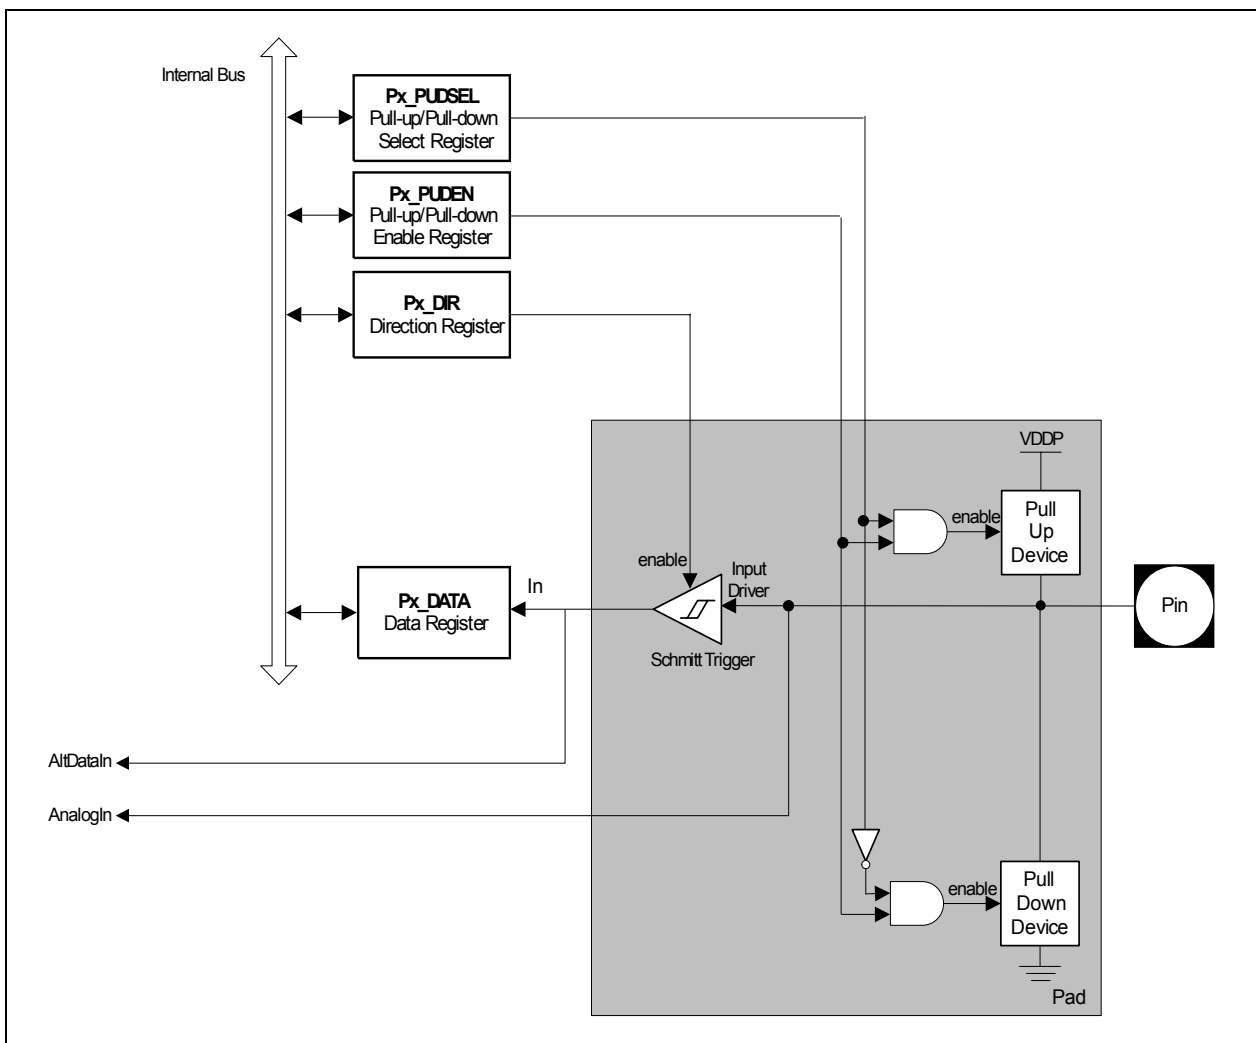 Internal Bus
Px_PUDSEL
Pull-up/Pull-down
Select Register
Px_PUDEN
Pull-up/Pull-down
Enable Register
Px_DIR
Direction Register
VDDP
enable
Pull
Up
Device
enable
Input
Driver
In
Px_DATA
Data Register
Pin
Schmitt Trigger
AltDataIn
AnalogIn
enable
Pull
Down
Device
Pad